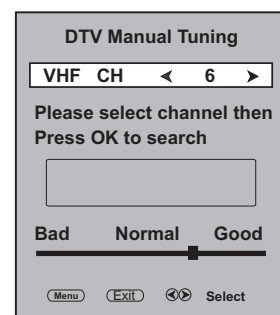 DTV Manual Tuning
VHF CH < 6 >
Please select channel then
Press OK to search
Bad Normal Good
Menu Exit <> Select